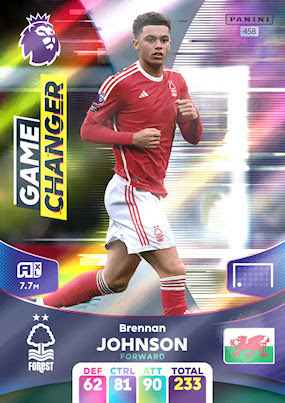 PANINI
458
GAME
CHANGER
7.7M
Brennan
JOHNSON
FORWARD
FOREST
DEF CTRL ATT TOTAL
62 81 90 233